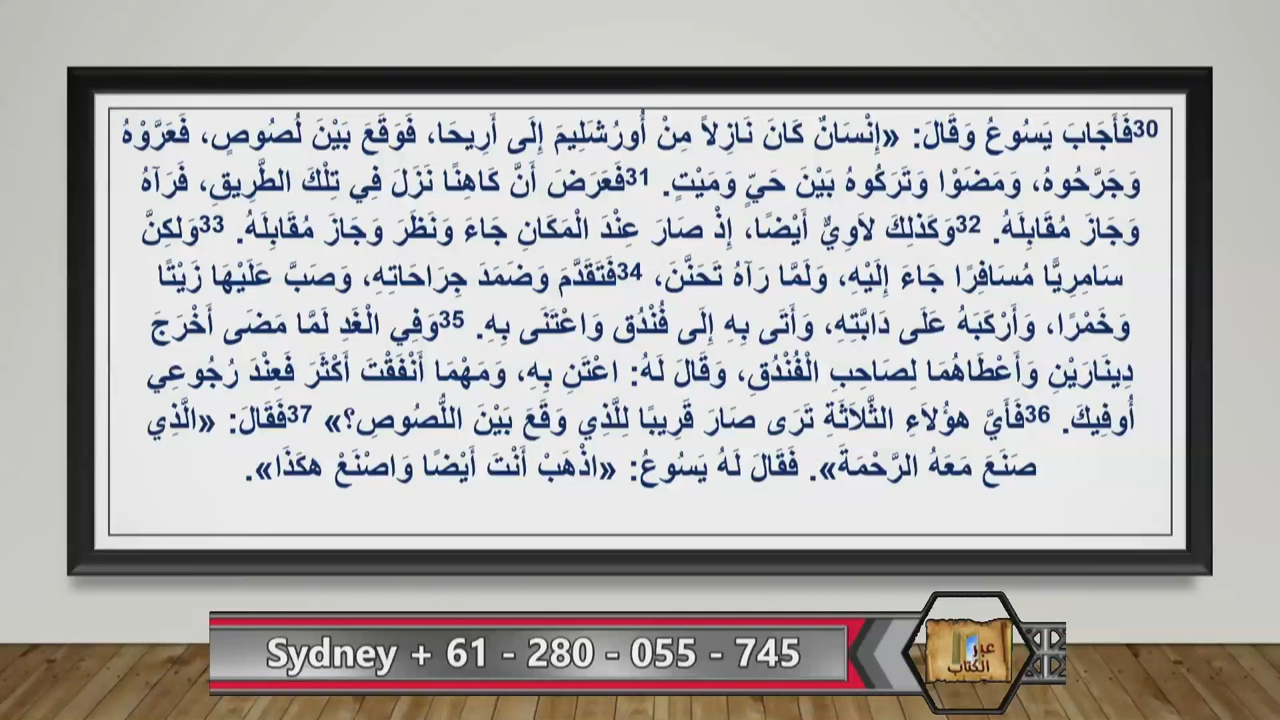 30فَأَجَابَ يَسُوعُ وَقَالَ: «إِنْسَانٌ كَانَ نَازِلاً مِنْ أُورُشَلِيمَ إِلَى أَرِيحَا، فَوَقَعَ بَيْنَ لُصُوصٍ، فَعَرَّوْهُ
وَجَرَّحُوهُ، وَمَضَوْا وَتَرَكُوهُ بَيْنَ حَيٍّ وَمَيْتٍ. 31فَعَرَضَ أَنَّ كَاهِنًا نَزَلَ فِي تِلْكَ الطَّرِيقِ، فَرَآهُ
وَجَازَ مُقَابِلَهُ. 32وَكَذلِكَ لاَوِيٌّ أَيْضًا، إِذْ صَارَ عِنْدَ الْمَكَانِ جَاءَ وَنَظَرَ وَجَازَ مُقَابِلَهُ. 33وَلكِنَّ
سَامِرِيًّا مُسَافِرًا جَاءَ إِلَيْهِ، وَلَمَّا رَآهُ تَحَنَّنَ، 34فَتَقَدَّمَ وَضَمَدَ جِرَاحَاتِهِ، وَصَبَّ عَلَيْهَا زَيْتًا
وَخَمْرًا، وَأَرْكَبَهُ عَلَى دَابَّتِهِ، وَأَتَى بِهِ إِلَى فُنْدُق وَاعْتَنَى بِهِ. 35وَفِي الْغَدِ لَمَّا مَضَى أَخْرَجَ
دِينَارَيْنِ وَأَعْطَاهُمَا لِصَاحِبِ الْفُنْدُقِ، وَقَالَ لَهُ: اعْتَنِ بِهِ، وَمَهْمَا أَنْفَقْتَ أَكْثَرَ فَعِنْدَ رُجُوعِي
أُوفِيكَ. 36فَأَيَّ هؤُلاَءِ الثَّلاَثَةِ تَرَى صَارَ قَرِيبًا لِلَّذِي وَقَعَ بَيْنَ اللُّصُوصِ؟» 37فَقَالَ: «الَّذِي
صَنَعَ مَعَهُ الرَّحْمَةَ». فَقَالَ لَهُ يَسُوعُ: «اذْهَبْ أَنْتَ أَيْضًا وَاصْنَعْ هكَذَا».
Sydney + 61 - 280 - 055 - 745
عبر
الكتاب